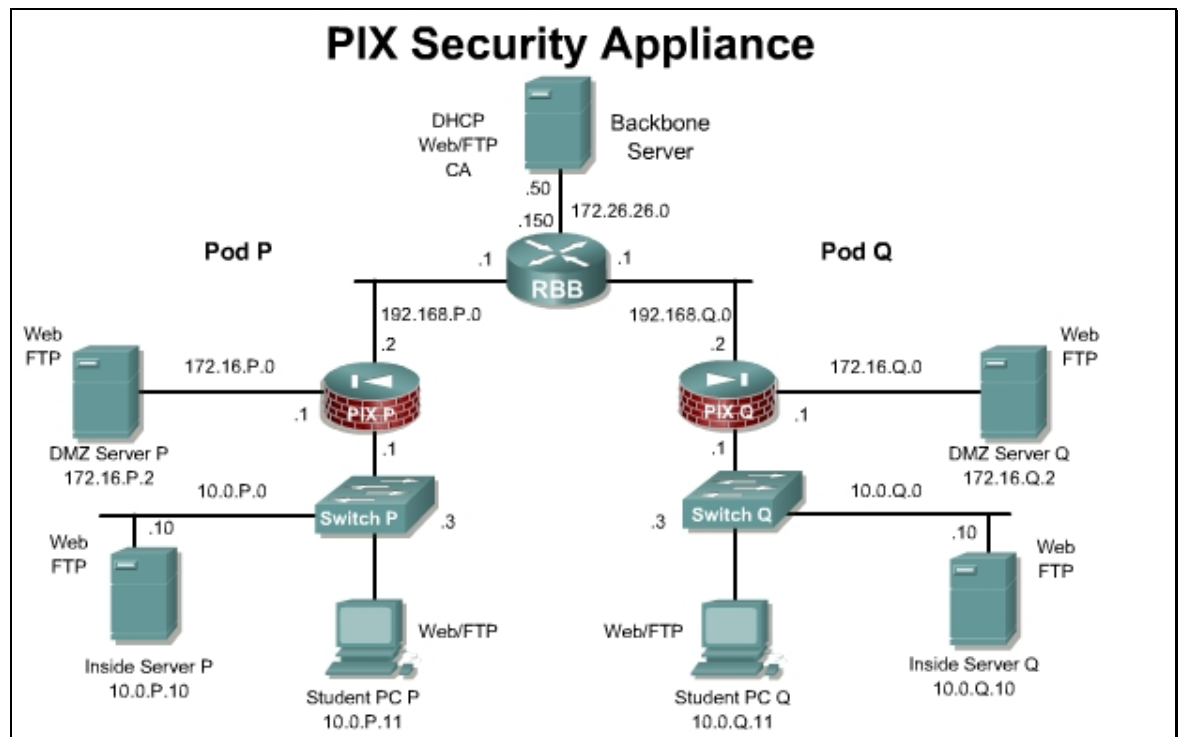 PIX Security Appliance
DHCP
Web/FTP
CA
Backbone
Server
.50
.150
172.26.26.0
Pod P
Pod Q
.1
RBB
.1
192.168.P.0
192.168.Q.0
.2
.2
Web
FTP
172.16.P.0
.1
PIX P
PIX Q
172.16.Q.0
.1
Web
FTP
DMZ Server P
172.16.P.2
DMZ Server Q
172.16.Q.2
.1
.1
10.0.P.0
Switch P
.3
.3
Switch Q
10.0.Q.0
Web
FTP
.10
.10
Web
FTP
Web/FTP
Web/FTP
Inside Server P
10.0.P.10
Student PC P
10.0.P.11
Student PC Q
10.0.Q.11
Inside Server Q
10.0.Q.10